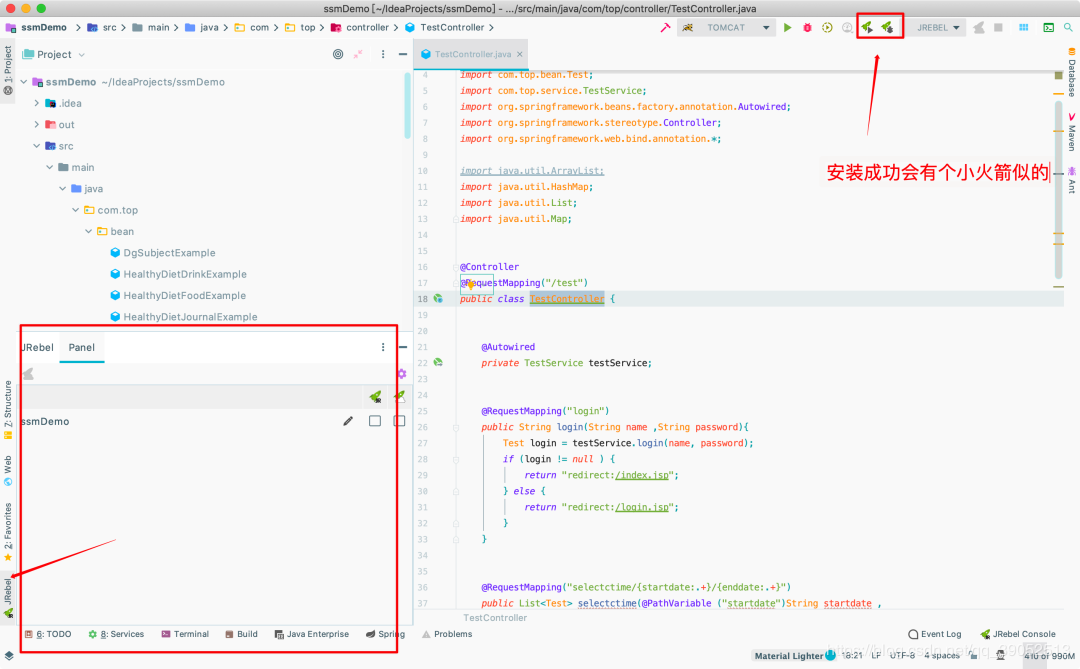 ssmDemo [~/IdeaProjects/ssmDemo] - .../src/main/java/com/top/controller/TestController.java
ssmDemo src main java com top controller TestController
TOMCAT
JREBEL
1: Project
Project
TestController.java
ssmDemo ~/IdeaProjects/ssmDemo
.idea
out
src
main
java
com.top
bean
DgSubjectExample
HealthyDietDrinkExample
HealthyDietFoodExample
HealthyDietJournalExample
JRebel Panel
ssmDemo
Z: Structure
Web
2: Favorites
JRebel
4 import com.top.bean.Test;
5 import com.top.service.TestService;
6 import org.springframework.beans.factory.annotation.Autowired;
7 import org.springframework.stereotype.Controller;
8 import org.springframework.web.bind.annotation.*;
9
10 import java.util.ArrayList;
11 import java.util.HashMap;
12 import java.util.List;
13 import java.util.Map;
14
15
16 @Controller
17 @RequestMapping("/test")
18 public class TestController {
19
20
21 @Autowired
22 private TestService testService;
23
24
25 @RequestMapping("login")
26 public String login(String name ,String password){
27 Test login = testService.login(name, password);
28 if (login != null ) {
29 return "redirect:/index.jsp";
30 } else {
31 return "redirect:/login.jsp";
32 }
33 }
34
35
36 @RequestMapping("selectctime/{startdate:.+}/{enddate:.+}")
37 public List<Test> selectctime(@PathVariable ("startdate")String startdate ,
TestController
安装成功会有个小火箭似的
Database
Maven
Ant
6: TODO 8: Services Terminal Build Java Enterprise Spring Problems
Event Log JRebel Console
Material Lighter 18:21 LF UTF-8 4 spaces
of 990M